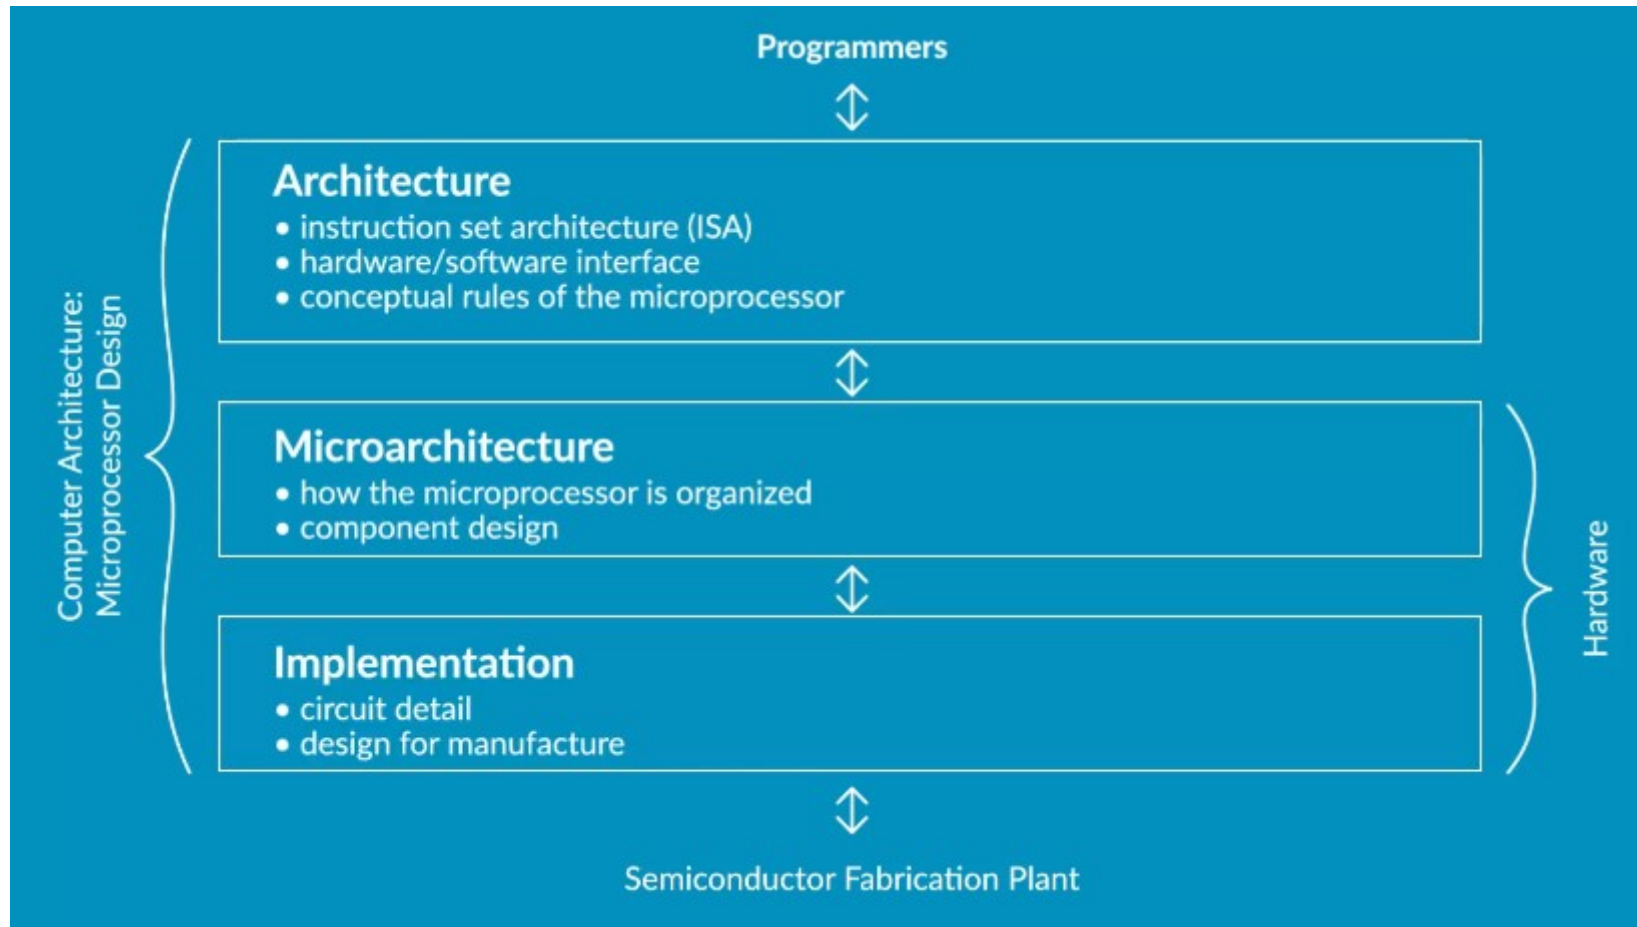 Programmers
Architecture
• instruction set architecture (ISA)
• hardware/software interface
• conceptual rules of the microprocessor
Microarchitecture
• how the microprocessor is organized
• component design
Implementation
• circuit detail
• design for manufacture
Semiconductor Fabrication Plant
Computer Architecture:
Microprocessor Design
Hardware